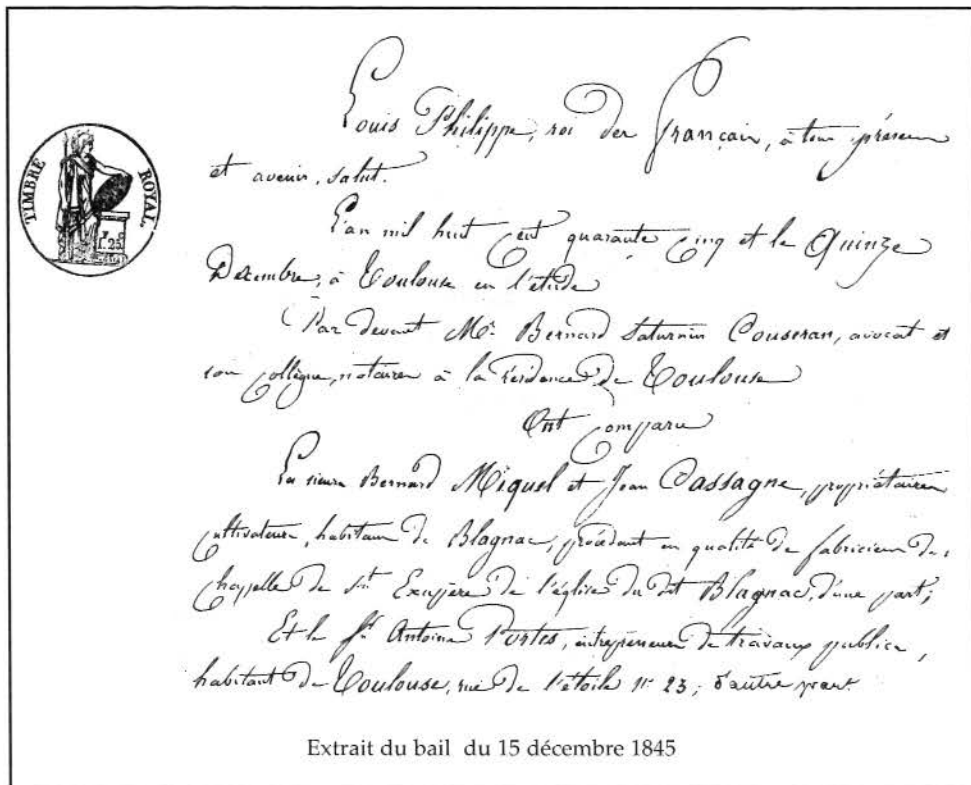 TIMBRE ROYAL
Louis Philippe, roi des Français, à tous présens
et avenir, salut.
L'an mil huit Cent quarante Cinq et le Quinze
Décembre, à Toulouse en l'étude
Par devant Me. Bernard Saturnin Couseran, avocat et
son Collègue, notaires à la résidence de Toulouse
Ont Comparu
Les sieurs Bernard Miquel et Jean Cassagne, propriétaires
Cultivateurs, habitans de Blagnac, procédant en qualité de fabriciens de
Chapelle de St Exupère de l'église du dit Blagnac, d'une part;
Et le Sr. Antoine Portes, entrepreneur de travaux publics,
habitant de Toulouse, rue de l'étoile no 23; d'autre part.
Extrait du bail du 15 décembre 1845